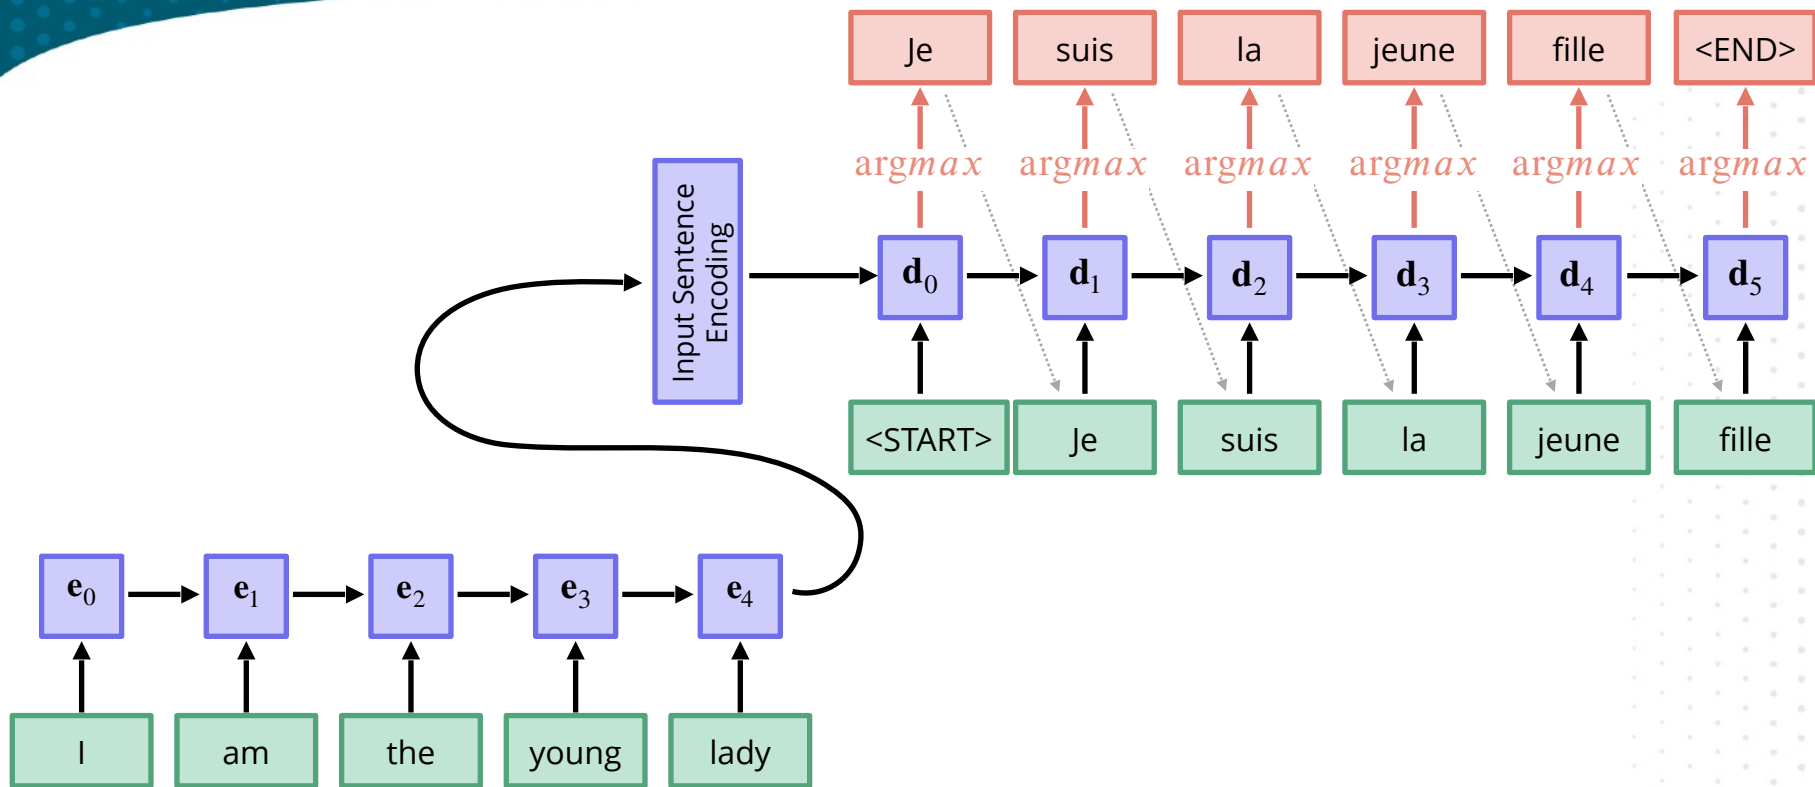 Je suis la jeune fille <END>
argmax argmax argmax argmax argmax argmax
Input Sentence
Encoding
d0 d1 d2 d3 d4 d5
<START> Je suis la jeune fille
e0 e1 e2 e3 e4
I am the young lady